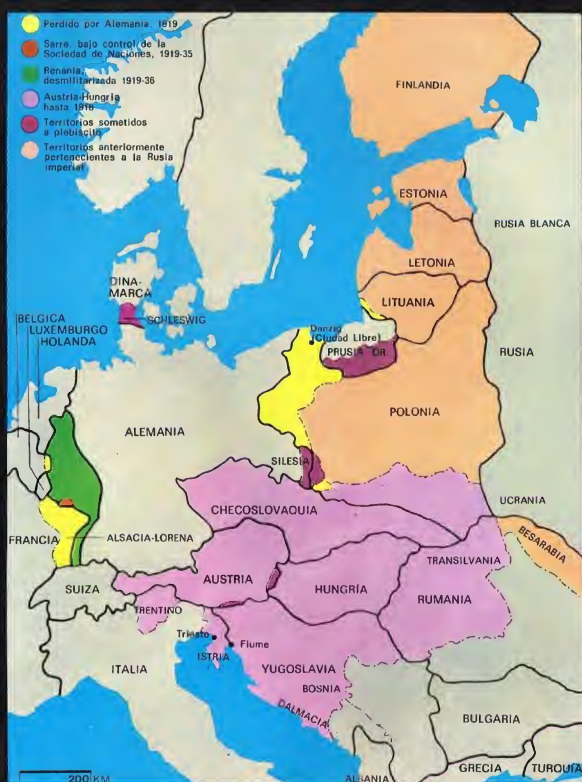 Perdido por Alemania, 1919
Sarre, bajo control de la
Sociedad de Naciones, 1919-35
Renania,
desmilitarizada 1919-36
Austria-Hungría
hasta 1918
Territorios sometidos
a plebiscito
Territorios anteriormente
pertenecientes a la Rusia
imperial
FINLANDIA
ESTONIA
RUSIA BLANCA
LETONIA
DINA-
MARCA
LITUANIA
BELGICA
LUXEMBURGO
HOLANDA
SCHLESWIG
Danzig
(Ciudad Libre)
PRUSIA OR.
RUSIA
POLONIA
ALEMANIA
SILESIA
UCRANIA
CHECOSLOVAQUIA
FRANCIA
ALSACIA-LORENA
BESARABIA
TRANSILVANIA
SUIZA
AUSTRIA
HUNGRÍA
RUMANIA
TRENTINO
Trieste
Fiume
ISTRIA
ITALIA
YUGOSLAVIA
BOSNIA
DALMACIA
BULGARIA
200 KM
ALBANIA
GRECIA
TURQUIA